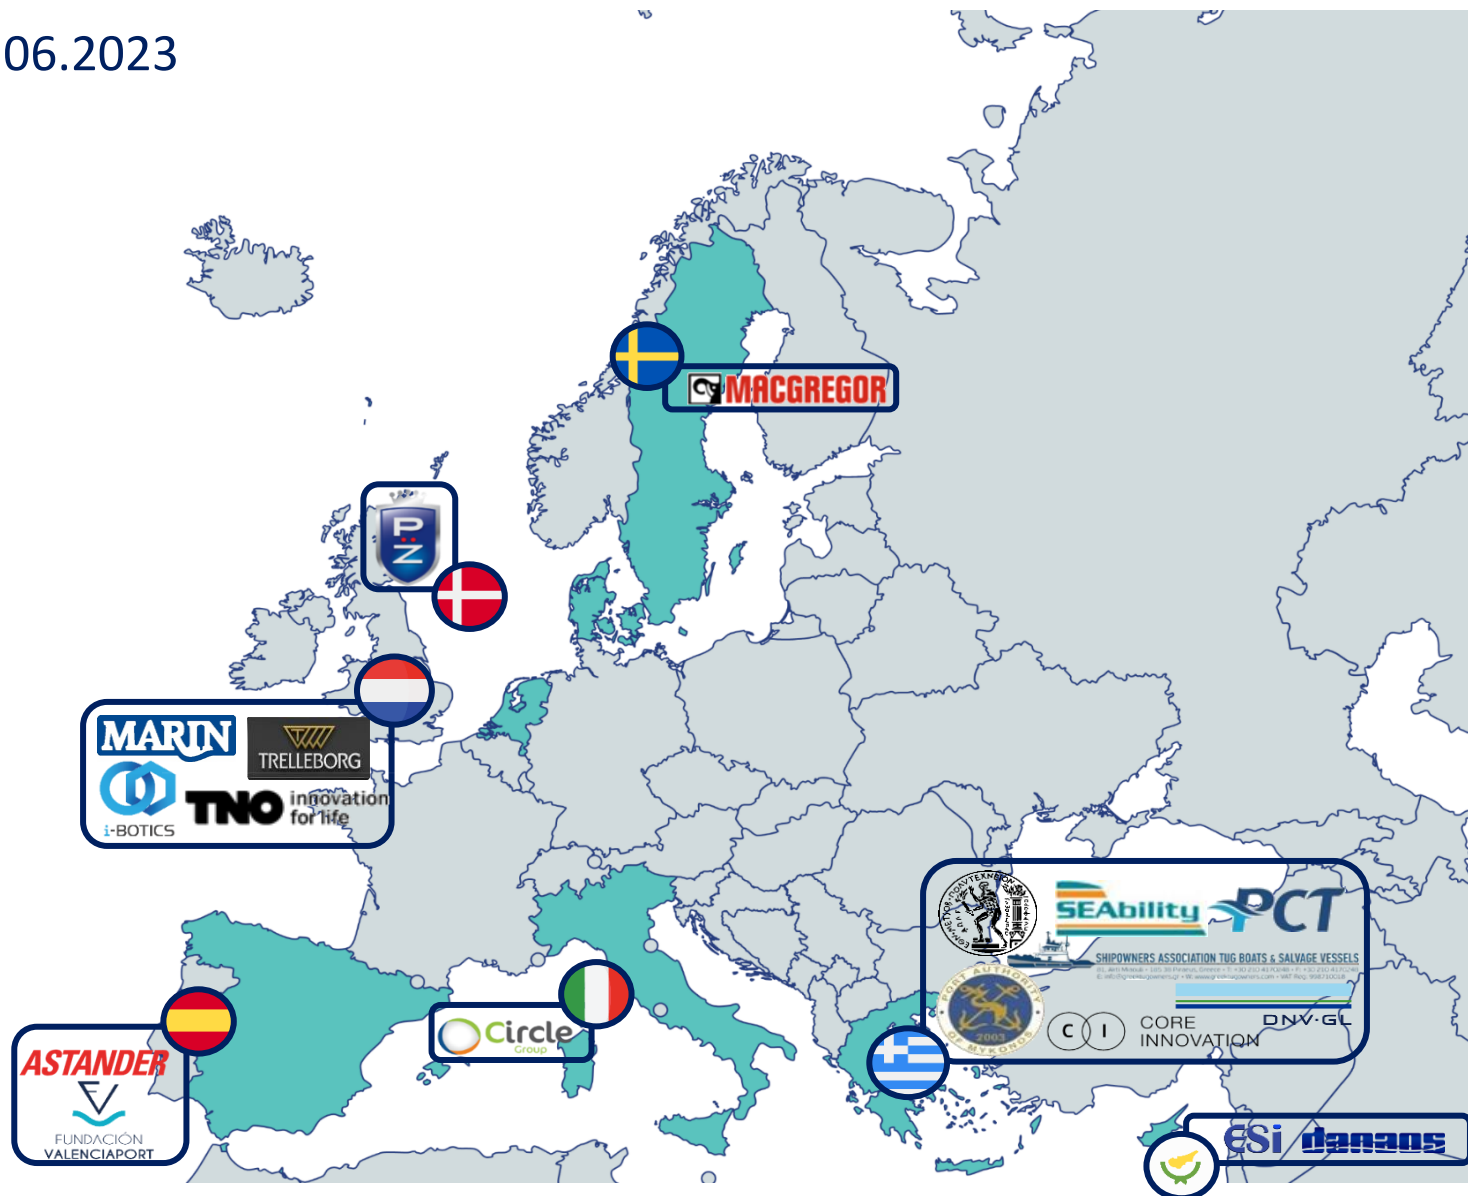 06.2023
MACGREGOR
P
Z
MARIN
TRELLEBORG
i-BOTICS
TNO innovation
for life
SEAbility
PCT
SHIPOWNERS ASSOCIATION TUG BOATS & SALVAGE VESSELS
PORT AUTHORITY
OF MYKONOS
2003
C I
CORE
INNOVATION
DNV·GL
Circle
Group
ASTANDER
FV
FUNDACIÓN
VALENCIAPORT
ESi danaos